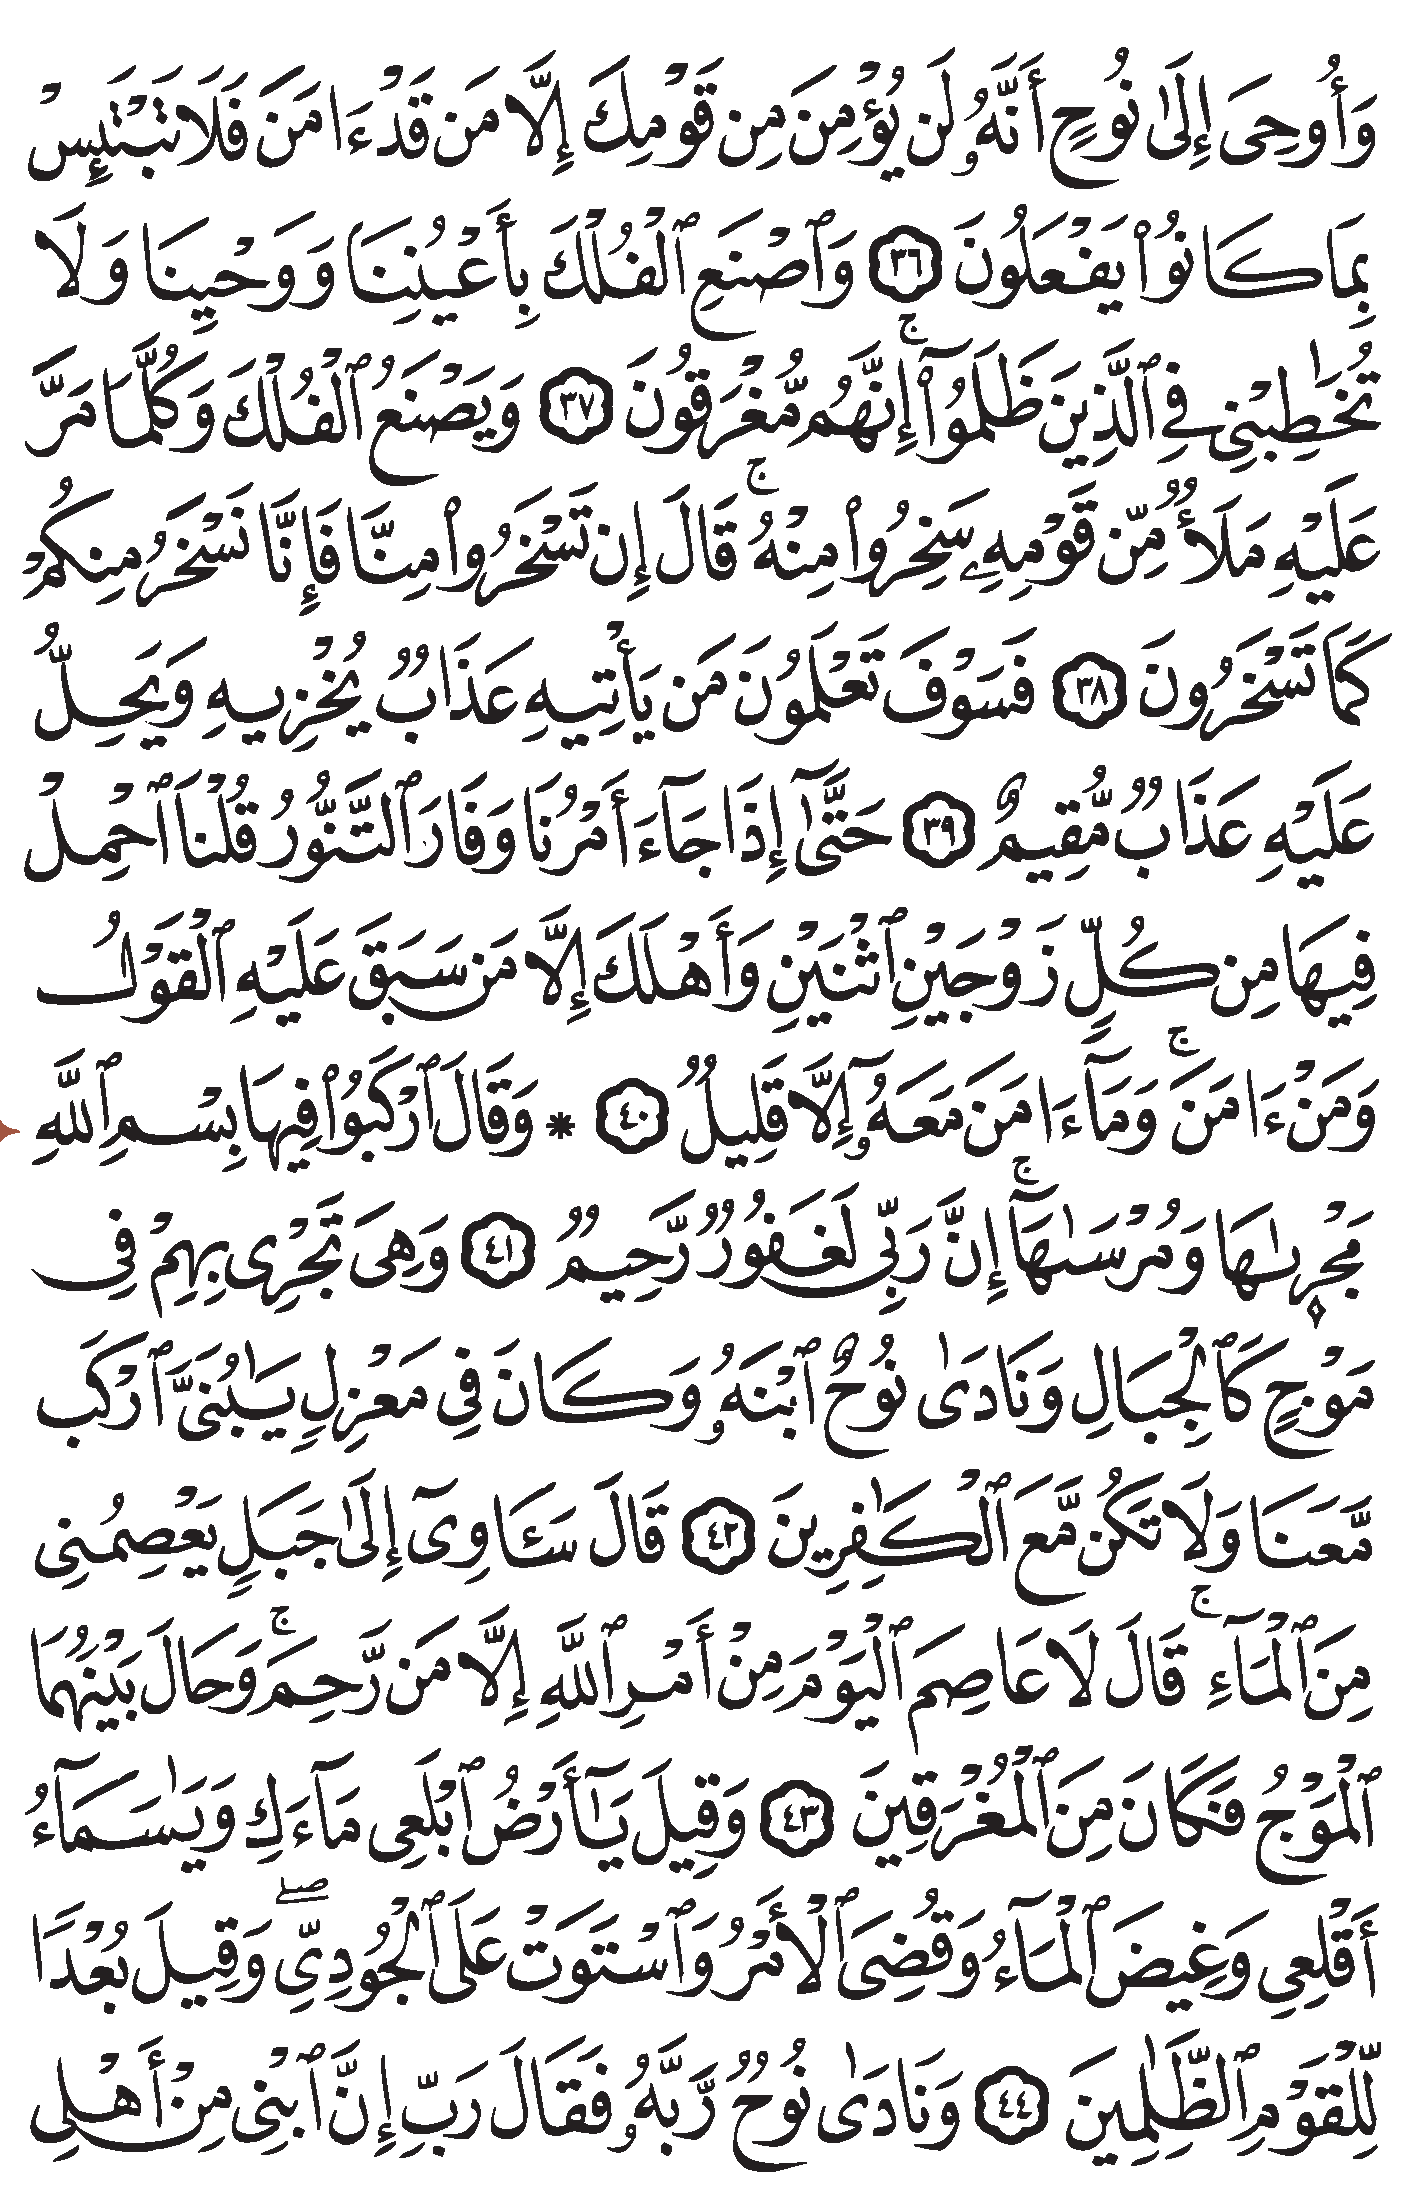 وَأُوحِىَ إِلَىٰ نُوحٍ أَنَّهُۥ لَن يُؤْمِنَ مِن قَوْمِكَ إِلَّا مَن قَدْ ءَامَنَ فَلَا تَبْتَئِسْ
بِمَا كَانُوا۟ يَفْعَلُونَ ٣٦ وَٱصْنَعِ ٱلْفُلْكَ بِأَعْيُنِنَا وَوَحْيِنَا وَلَا
تُخَٰطِبْنِى فِى ٱلَّذِينَ ظَلَمُوٓا۟ ۚ إِنَّهُم مُّغْرَقُونَ ٣٧ وَيَصْنَعُ ٱلْفُلْكَ وَكُلَّمَا مَرَّ
عَلَيْهِ مَلَأٌ مِّن قَوْمِهِۦ سَخِرُوا۟ مِنْهُ ۚ قَالَ إِن تَسْخَرُوا۟ مِنَّا فَإِنَّا نَسْخَرُ مِنكُمْ
كَمَا تَسْخَرُونَ ٣٨ فَسَوْفَ تَعْلَمُونَ مَن يَأْتِيهِ عَذَابٌ يُخْزِيهِ وَيَحِلُّ
عَلَيْهِ عَذَابٌ مُّقِيمٌ ٣٩ حَتَّىٰٓ إِذَا جَآءَ أَمْرُنَا وَفَارَ ٱلتَّنُّورُ قُلْنَا ٱحْمِلْ
فِيهَا مِن كُلٍّ زَوْجَيْنِ ٱثْنَيْنِ وَأَهْلَكَ إِلَّا مَن سَبَقَ عَلَيْهِ ٱلْقَوْلُ
وَمَنْ ءَامَنَ ۚ وَمَآ ءَامَنَ مَعَهُۥٓ إِلَّا قَلِيلٌ ٤٠ * وَقَالَ ٱرْكَبُوا۟ فِيهَا بِسْمِ ٱللَّهِ
مَجْر۪ىٰهَا وَمُرْسَىٰهَآ ۚ إِنَّ رَبِّى لَغَفُورٌ رَّحِيمٌ ٤١ وَهِىَ تَجْرِى بِهِمْ فِى
مَوْجٍ كَٱلْجِبَالِ وَنَادَىٰ نُوحٌ ٱبْنَهُۥ وَكَانَ فِى مَعْزِلٍ يَٰبُنَىَّ ٱرْكَب
مَّعَنَا وَلَا تَكُن مَّعَ ٱلْكَٰفِرِينَ ٤٢ قَالَ سَـَٔاوِىٓ إِلَىٰ جَبَلٍ يَعْصِمُنِى
مِنَ ٱلْمَآءِ ۚ قَالَ لَا عَاصِمَ ٱلْيَوْمَ مِنْ أَمْرِ ٱللَّهِ إِلَّا مَن رَّحِمَ ۚ وَحَالَ بَيْنَهُمَا
ٱلْمَوْجُ فَكَانَ مِنَ ٱلْمُغْرَقِينَ ٤٣ وَقِيلَ يَٰٓأَرْضُ ٱبْلَعِى مَآءَكِ وَيَٰسَمَآءُ
أَقْلِعِى وَغِيضَ ٱلْمَآءُ وَقُضِىَ ٱلْأَمْرُ وَٱسْتَوَتْ عَلَى ٱلْجُودِىِّ ۖ وَقِيلَ بُعْدًا
لِّلْقَوْمِ ٱلظَّٰلِمِينَ ٤٤ وَنَادَىٰ نُوحٌ رَّبَّهُۥ فَقَالَ رَبِّ إِنَّ ٱبْنِى مِنْ أَهْلِى